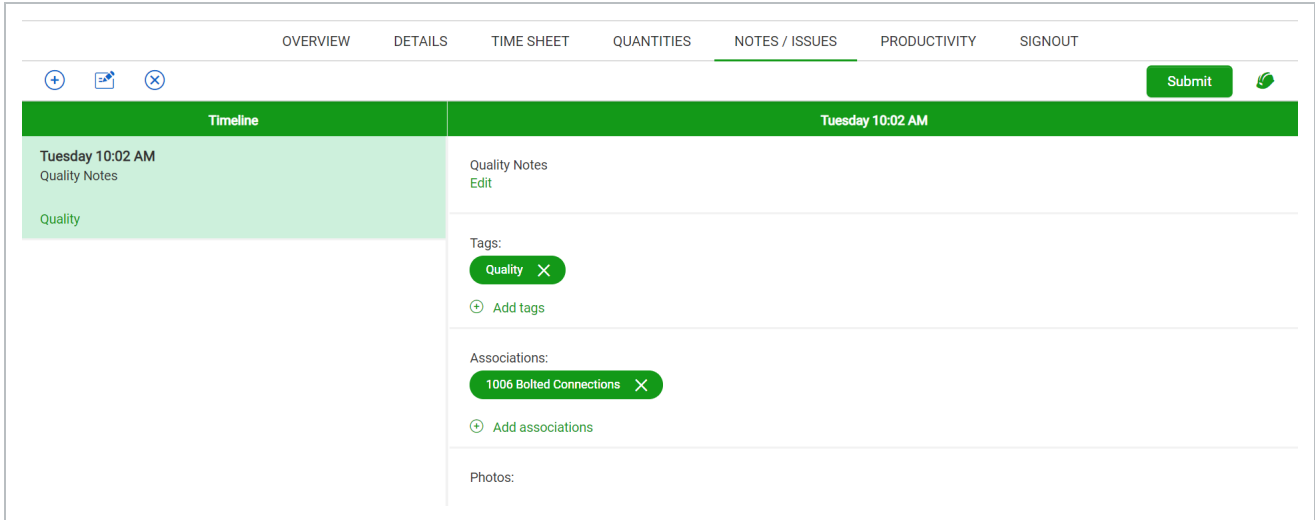 OVERVIEW DETAILS TIME SHEET QUANTITIES NOTES / ISSUES PRODUCTIVITY SIGNOUT
Submit
Timeline
Tuesday 10:02 AM
Tuesday 10:02 AM
Quality Notes
Quality
Quality Notes
Edit
Tags:
Quality
Add tags
Associations:
1006 Bolted Connections
Add associations
Photos: